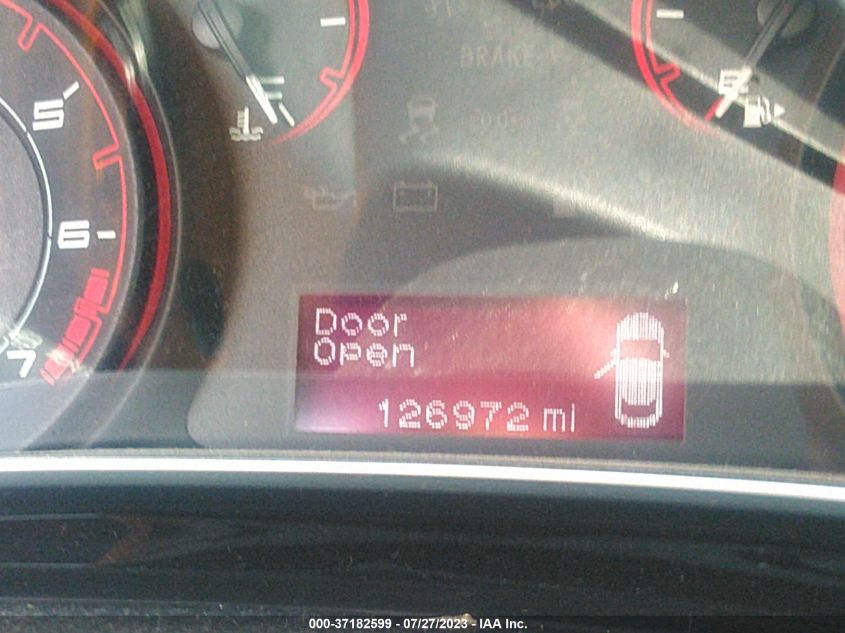 BRAKE
5
E
6
7
Door
Open
126972 mi
000-37182599 - 07/27/2023 - IAA Inc.